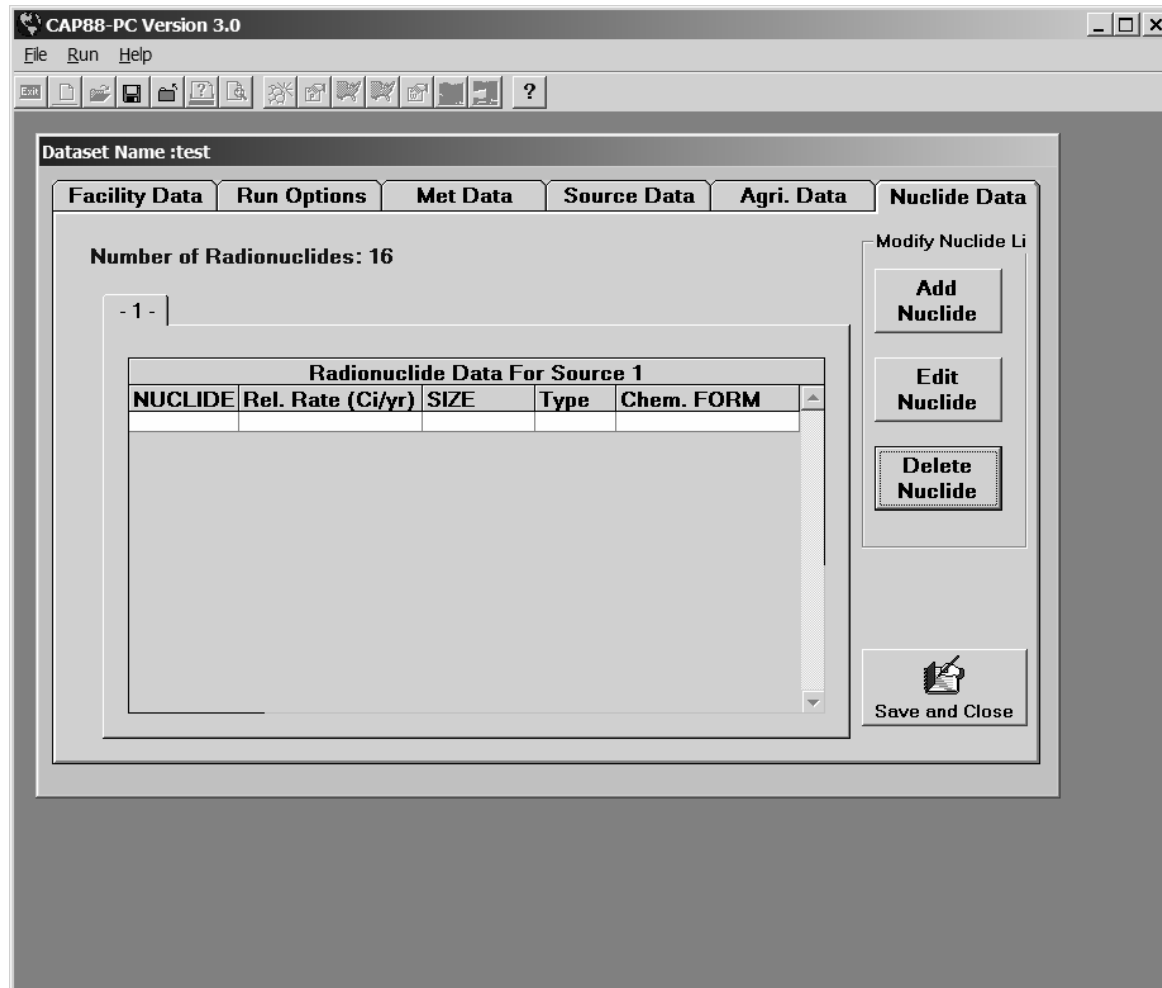 CAP88-PC Version 3.0
File Run Help
Exit ?
Dataset Name :test
Facility Data Run Options Met Data Source Data Agri. Data Nuclide Data
Number of Radionuclides: 16
Modify Nuclide Li
- 1 -
Add
Nuclide
Radionuclide Data For Source 1
NUCLIDE Rel. Rate (Ci/yr) SIZE Type Chem. FORM
Edit
Nuclide
Delete
Nuclide
Save and Close